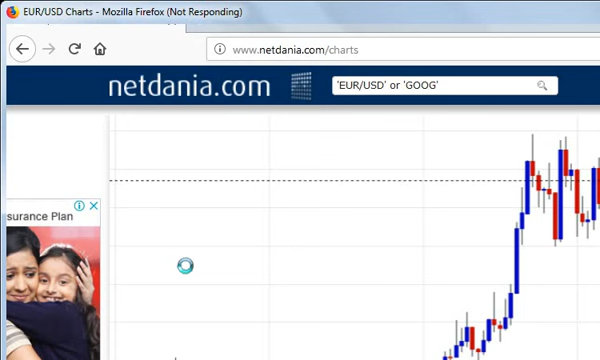 EUR/USD Charts - Mozilla Firefox (Not Responding)
www.netdania.com/charts
netdania.com
'EUR/USD' or 'GOOG'
surance Plan